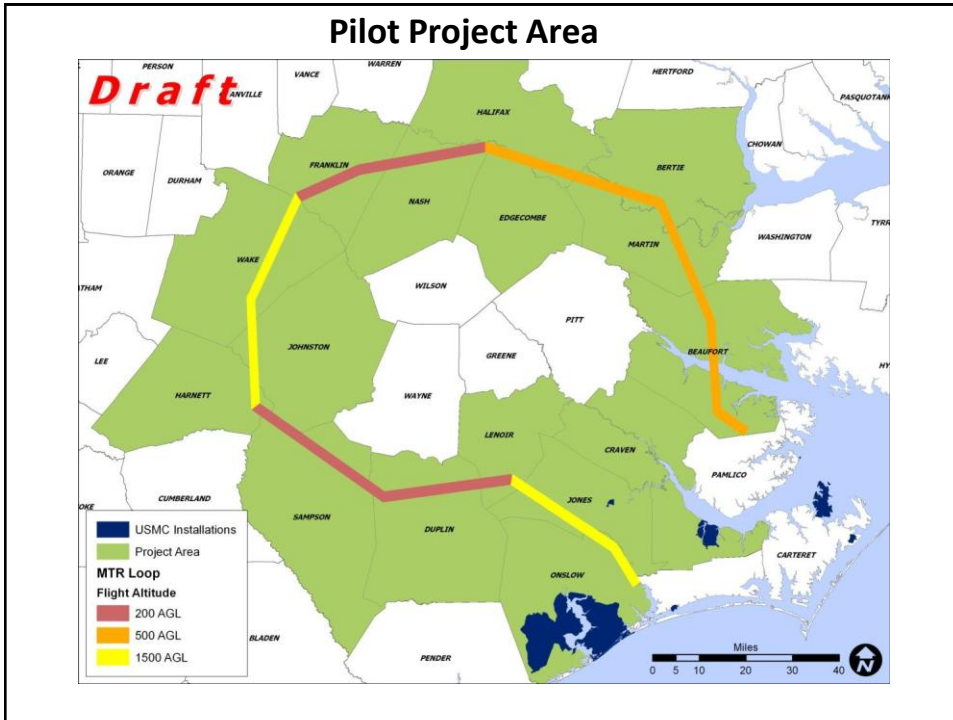 Pilot Project Area
Draft
PERSON
VANCE
WARREN
HERTFORD
ANVILLE
PASQUOTANK
HALIFAX
CHOWAN
ORANGE
DURHAM
FRANKLIN
BERTIE
NASH
EDGECOMBE
WASHINGTON
TYRR
MARTIN
WAKE
ATHAM
WILSON
PITT
JOHNSTON
GREENE
BEAUFORT
LEE
HY
HARNETT
WAYNE
LENOIR
CRAVEN
PAMLICO
CUMBERLAND
OKE
JONES
SAMPSON
DUPLIN
CARTERET
ONSLOW
BLADEN
PENDER
USMC Installations
Project Area
MTR Loop
Flight Altitude
200 AGL
500 AGL
1500 AGL
Miles
0 5 10 20 30 40
N